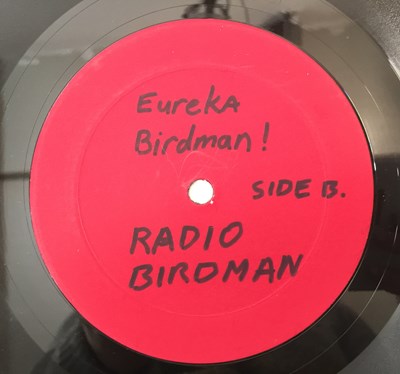 Eureka
Birdman!
SIDE B.
RADIO
BIRDMAN